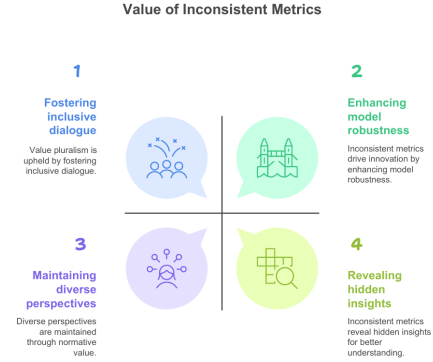 Value of Inconsistent Metrics
1
Fostering
inclusive
dialogue
Value pluralism is
upheld by fostering
inclusive dialogue.
2
Enhancing
model
robustness
Inconsistent metrics
drive innovation by
enhancing model
robustness.
3
Maintaining
diverse
perspectives
Diverse perspectives
are maintained
through normative
value.
4
Revealing
hidden
insights
Inconsistent metrics
reveal hidden insights
for better
understanding.